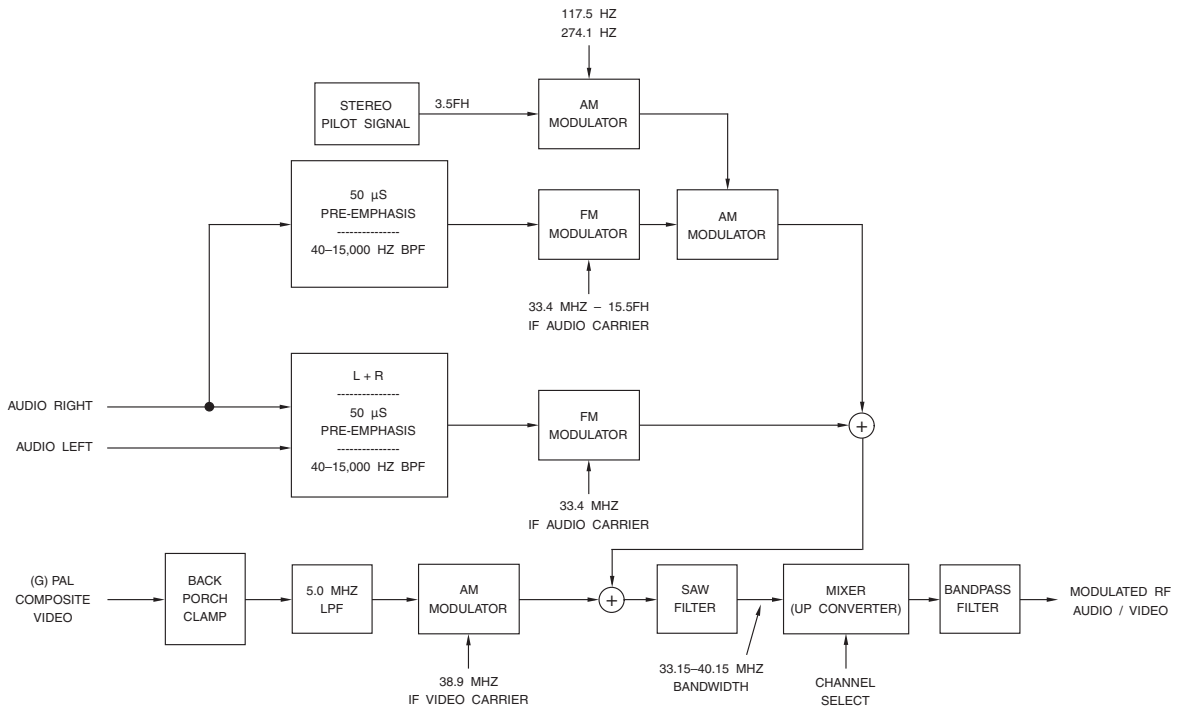 117.5 HZ
274.1 HZ
STEREO
PILOT SIGNAL
3.5FH
AM
MODULATOR
50 µS
PRE-EMPHASIS
---------------
40–15,000 HZ BPF
FM
MODULATOR
AM
MODULATOR
33.4 MHZ – 15.5FH
IF AUDIO CARRIER
AUDIO RIGHT
AUDIO LEFT
L + R
---------------
50 µS
PRE-EMPHASIS
---------------
40–15,000 HZ BPF
FM
MODULATOR
+
33.4 MHZ
IF AUDIO CARRIER
(G) PAL
COMPOSITE
VIDEO
BACK
PORCH
CLAMP
5.0 MHZ
LPF
AM
MODULATOR
+
SAW
FILTER
MIXER
(UP CONVERTER)
BANDPASS
FILTER
MODULATED RF
AUDIO / VIDEO
38.9 MHZ
IF VIDEO CARRIER
33.15–40.15 MHZ
BANDWIDTH
CHANNEL
SELECT